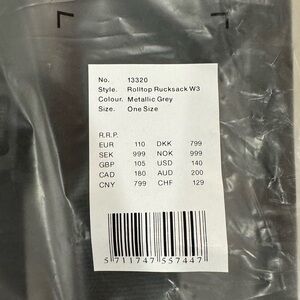 No. 13320
Style. Rolltop Rucksack W3
Colour. Metallic Grey
Size. One Size
R.R.P.
EUR 110 DKK 799
SEK 999 NOK 999
GBP 105 USD 140
CAD 180 AUD 200
CNY 799 CHF 129
5 711747 557447